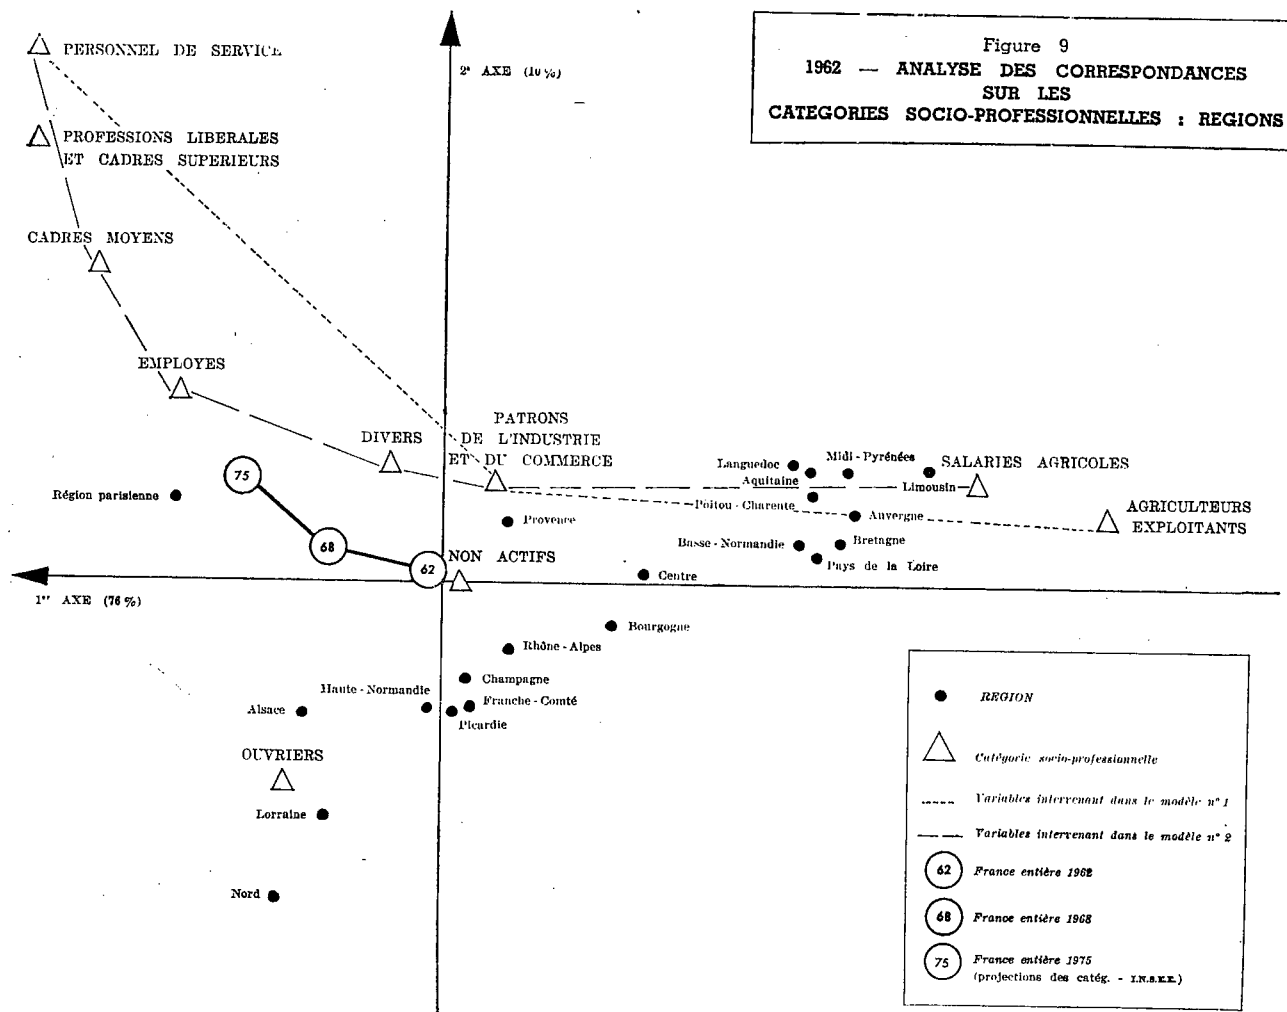 Figure 9
1962 — ANALYSE DES CORRESPONDANCES
SUR LES
CATEGORIES SOCIO-PROFESSIONNELLES : REGIONS
PERSONNEL DE SERVICE
2e AXE (10 %)
PROFESSIONS LIBERALES
ET CADRES SUPERIEURS
CADRES MOYENS
EMPLOYES
DIVERS
PATRONS
DE L'INDUSTRIE
ET DU COMMERCE
Languedoc
Midi-Pyrénées
SALARIES AGRICOLES
Aquitaine
Limousin
Poitou-Charente
Auvergne
AGRICULTEURS
EXPLOITANTS
75
Région parisienne
Provence
68
Basse-Normandie
Bretagne
NON ACTIFS
62
Pays de la Loire
Centre
1er AXE (76 %)
Bourgogne
Rhône-Alpes
Champagne
Haute-Normandie
Franche-Comté
Alsace
Picardie
OUVRIERS
Lorraine
Nord
REGION
Catégorie socio-professionnelle
Variables intervenant dans le modèle n° 1
Variables intervenant dans le modèle n° 2
62 France entière 1962
68 France entière 1968
75 France entière 1975
(projections des catég. - I.N.S.E.E.)